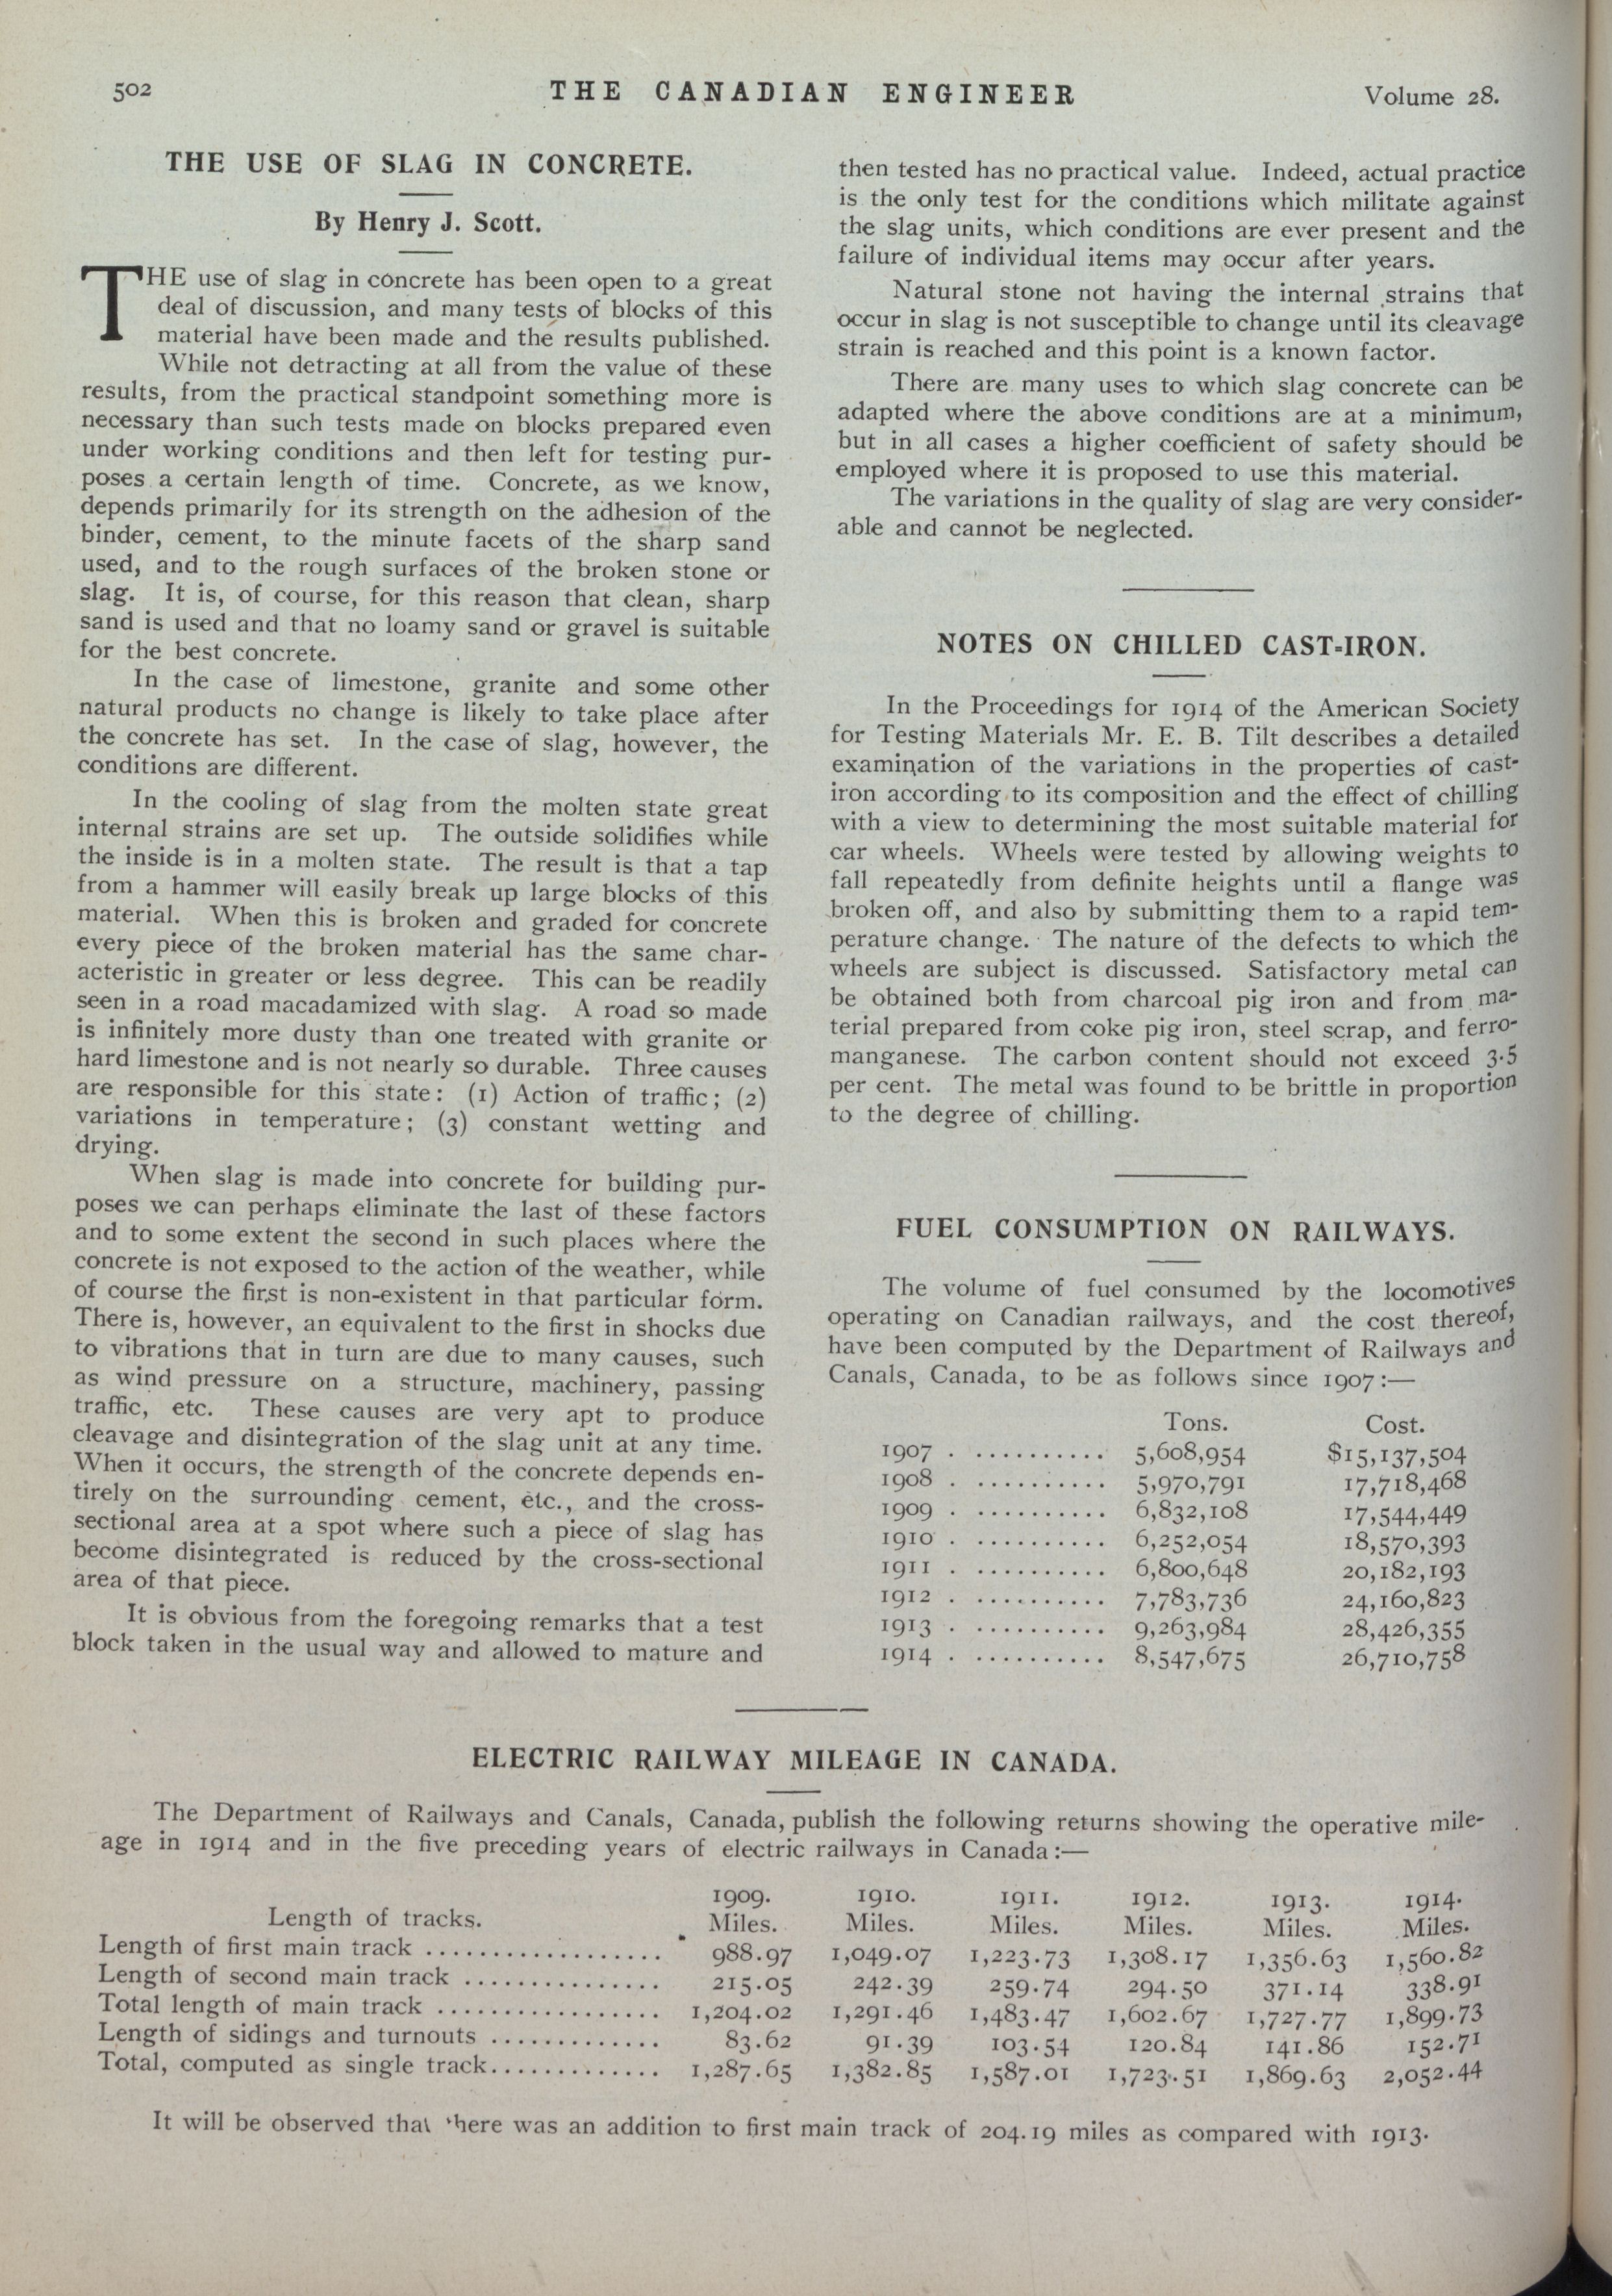 502
THE CANADIAN ENGINEER
Volume 28.
THE USE OF SLAG IN CONCRETE.
By Henry J. Scott.
THE use of slag in concrete has been open to a great
deal of discussion, and many tests of blocks of this
material have been made and the results published.
While not detracting at all from the value of these
results, from the practical standpoint something more is
necessary than such tests made on blocks prepared even
under working conditions and then left for testing pur-
poses a certain length of time. Concrete, as we know,
depends primarily for its strength on the adhesion of the
binder, cement, to the minute facets of the sharp sand
used, and to the rough surfaces of the broken stone or
slag. It is, of course, for this reason that clean, sharp
sand is used and that no loamy sand or gravel is suitable
for the best concrete.
In the case of limestone, granite and some other
natural products no change is likely to take place after
the concrete has set. In the case of slag, however, the
conditions are different.
In the cooling of slag from the molten state great
internal strains are set up. The outside solidifies while
the inside is in a molten state. The result is that a tap
from a hammer will easily break up large blocks of this
material. When this is broken and graded for concrete
every piece of the broken material has the same char-
acteristic in greater or less degree. This can be readily
seen in a road macadamized with slag. A road so made
is infinitely more dusty than one treated with granite or
hard limestone and is not nearly so durable. Three causes
are responsible for this state: (1) Action of traffic; (2)
variations in temperature; (3) constant wetting and
drying.
When slag is made into concrete for building pur-
poses we can perhaps eliminate the last of these factors
and to some extent the second in such places where the
concrete is not exposed to the action of the weather, while
of course the first is non-existent in that particular form.
There is, however, an equivalent to the first in shocks due
to vibrations that in turn are due to many causes, such
as wind pressure on a structure, machinery, passing
traffic, etc. These causes are very apt to produce
cleavage and disintegration of the slag unit at any time.
When it occurs, the strength of the concrete depends en-
tirely on the surrounding cement, etc., and the cross-
sectional area at a spot where such a piece of slag has
become disintegrated is reduced by the cross-sectional
area of that piece.
It is obvious from the foregoing remarks that a test
block taken in the usual way and allowed to mature and
then tested has no practical value. Indeed, actual practice
is the only test for the conditions which militate against
the slag units, which conditions are ever present and the
failure of individual items may occur after years.
Natural stone not having the internal strains that
occur in slag is not susceptible to change until its cleavage
strain is reached and this point is a known factor.
There are many uses to which slag concrete can be
adapted where the above conditions are at a minimum,
but in all cases a higher coefficient of safety should be
employed where it is proposed to use this material.
The variations in the quality of slag are very consider-
able and cannot be neglected.
NOTES ON CHILLED CAST-IRON.
In the Proceedings for 1914 of the American Society
for Testing Materials Mr. E. B. Tilt describes a detailed
examination of the variations in the properties of cast-
iron according to its composition and the effect of chilling
with a view to determining the most suitable material for
car wheels. Wheels were tested by allowing weights to
fall repeatedly from definite heights until a flange was
broken off, and also by submitting them to a rapid tem-
perature change. The nature of the defects to which the
wheels are subject is discussed. Satisfactory metal can
be obtained both from charcoal pig iron and from ma-
terial prepared from coke pig iron, steel scrap, and ferro-
manganese. The carbon content should not exceed 3.5
per cent. The metal was found to be brittle in proportion
to the degree of chilling.
FUEL CONSUMPTION ON RAILWAYS.
The volume of fuel consumed by the locomotives
operating on Canadian railways, and the cost thereof,
have been computed by the Department of Railways and
Canals, Canada, to be as follows since 1907:—
Tons. Cost.
1907 . .......... 5,608,954 $15,137,504
1908 . .......... 5,970,791 17,718,468
1909 . .......... 6,832,108 17,544,449
1910 . .......... 6,252,054 18,570,393
1911 . .......... 6,800,648 20,182,193
1912 . .......... 7,783,736 24,160,823
1913 . .......... 9,263,984 28,426,355
1914 . .......... 8,547,675 26,710,758
ELECTRIC RAILWAY MILEAGE IN CANADA.
The Department of Railways and Canals, Canada, publish the following returns showing the operative mile-
age in 1914 and in the five preceding years of electric railways in Canada:—
1909. 1910. 1911. 1912. 1913. 1914.
Length of tracks. Miles. Miles. Miles. Miles. Miles. Miles.
Length of first main track .................. 988.97 1,049.07 1,223.73 1,308.17 1,356.63 1,560.82
Length of second main track ............... 215.05 242.39 259.74 294.50 371.14 338.91
Total length of main track ................. 1,204.02 1,291.46 1,483.47 1,602.67 1,727.77 1,899.73
Length of sidings and turnouts ............. 83.62 91.39 103.54 120.84 141.86 152.71
Total, computed as single track............. 1,287.65 1,382.85 1,587.01 1,723.51 1,869.63 2,052.44
It will be observed that there was an addition to first main track of 204.19 miles as compared with 1913.